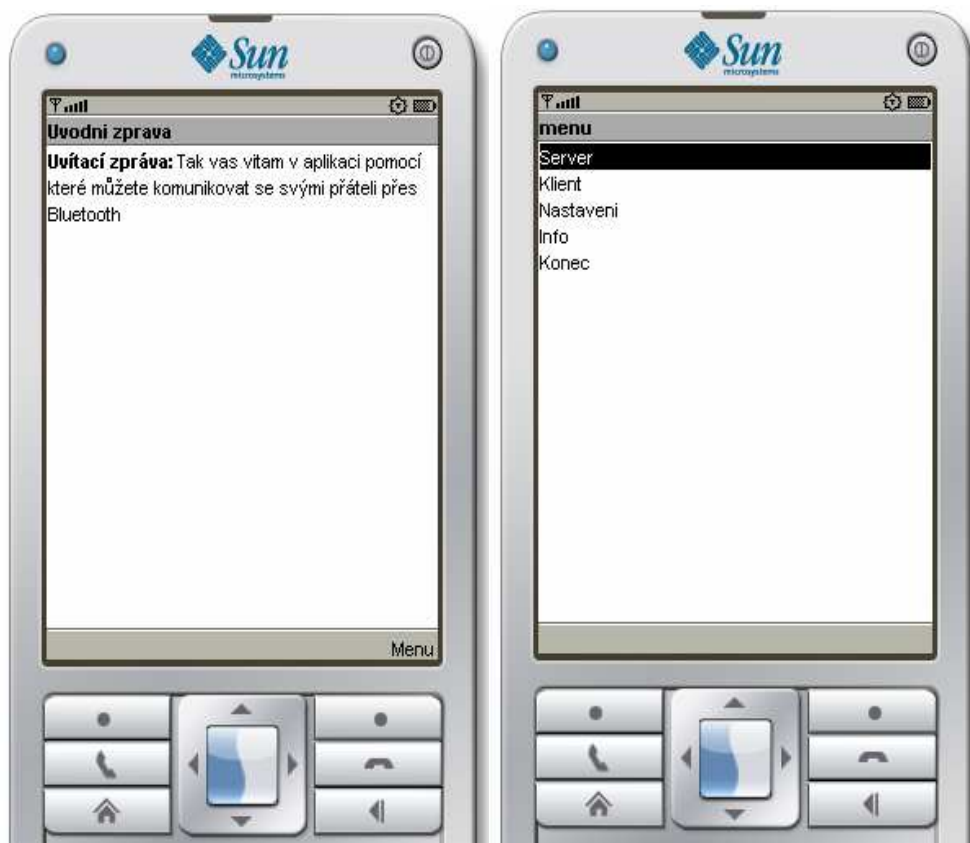 Sun
microsystems
Uvodni zprava
Uvítací zpráva: Tak vas vitam v aplikaci pomocí
které můžete komunikovat se svými přáteli přes
Bluetooth
Menu
Sun
microsystems
menu
Server
Klient
Nastaveni
Info
Konec